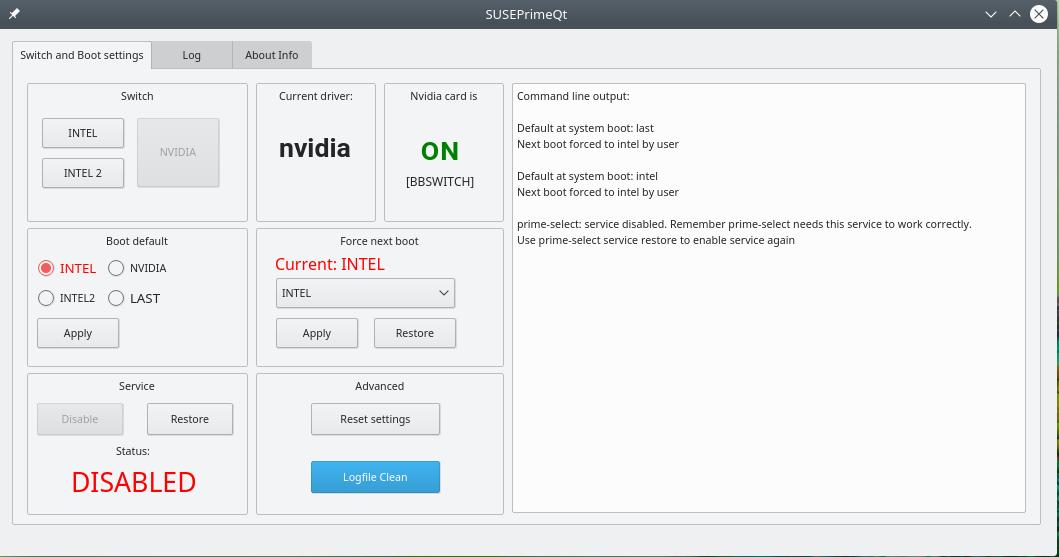 SUSEPrimeQt
Switch and Boot settings
Log
About Info
Switch
INTEL
INTEL 2
NVIDIA
Current driver:
nvidia
Nvidia card is
ON
[BBSWITCH]
Boot default
INTEL
NVIDIA
INTEL2
LAST
Apply
Force next boot
Current: INTEL
INTEL
Apply
Restore
Service
Disable
Restore
Status:
DISABLED
Advanced
Reset settings
Logfile Clean
Command line output:
Default at system boot: last
Next boot forced to intel by user
Default at system boot: intel
Next boot forced to intel by user
prime-select: service disabled. Remember prime-select needs this service to work correctly.
Use prime-select service restore to enable service again